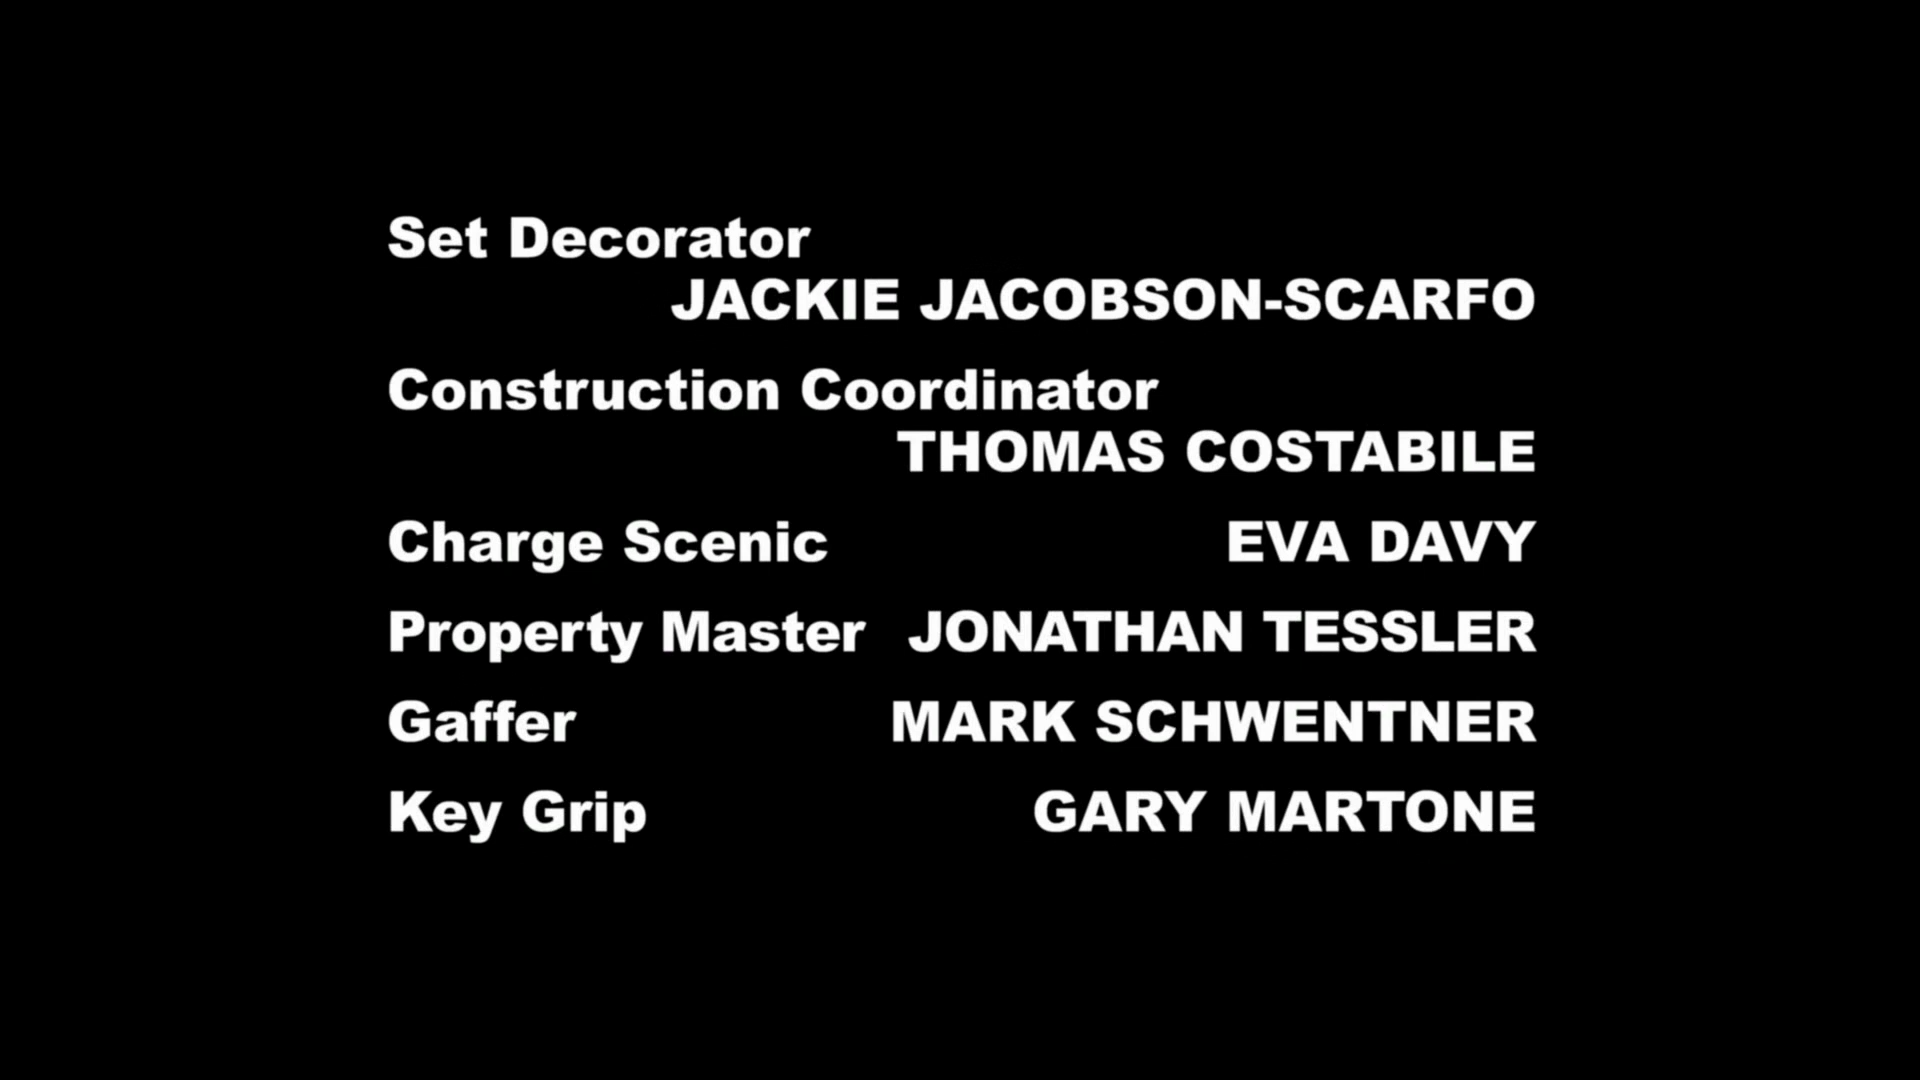 Set Decorator
JACKIE JACOBSON-SCARFO
Construction Coordinator
THOMAS COSTABILE
Charge Scenic EVA DAVY
Property Master JONATHAN TESSLER
Gaffer MARK SCHWENTNER
Key Grip GARY MARTONE